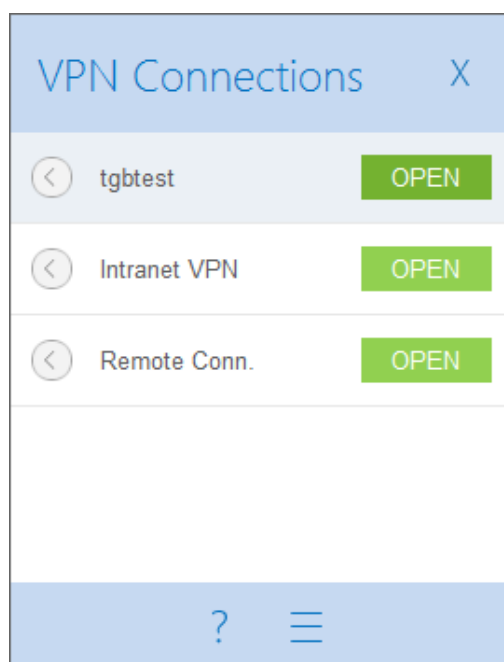 VPN Connections X
tgbtest OPEN
Intranet VPN OPEN
Remote Conn. OPEN
?